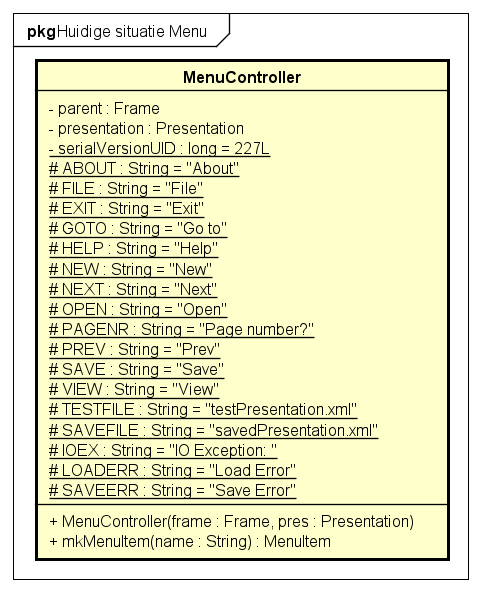 pkg Huidige situatie Menu
MenuController
- parent : Frame
- presentation : Presentation
- serialVersionUID : long = 227L
# ABOUT : String = "About"
# FILE : String = "File"
# EXIT : String = "Exit"
# GOTO : String = "Go to"
# HELP : String = "Help"
# NEW : String = "New"
# NEXT : String = "Next"
# OPEN : String = "Open"
# PAGENR : String = "Page number?"
# PREV : String = "Prev"
# SAVE : String = "Save"
# VIEW : String = "View"
# TESTFILE : String = "testPresentation.xml"
# SAVEFILE : String = "savedPresentation.xml"
# IOEX : String = "IO Exception: "
# LOADERR : String = "Load Error"
# SAVEERR : String = "Save Error"
+ MenuController(frame : Frame, pres : Presentation)
+ mkMenuItem(name : String) : MenuItem